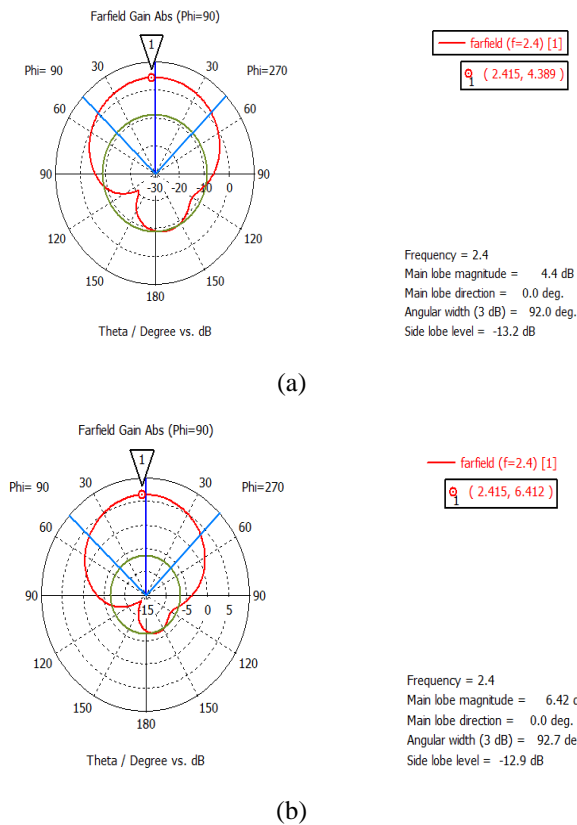 Farfield Gain Abs (Phi=90)
1
farfield (f=2.4) [1]
1 ( 2.415, 4.389 )
Phi= 90 30 30 Phi=270
60 60
90 -30 -20 -10 0 90
120 120
150 150
180
Theta / Degree vs. dB
Frequency = 2.4
Main lobe magnitude = 4.4 dB
Main lobe direction = 0.0 deg.
Angular width (3 dB) = 92.0 deg.
Side lobe level = -13.2 dB
(a)
Farfield Gain Abs (Phi=90)
1
farfield (f=2.4) [1]
1 ( 2.415, 6.412 )
Phi= 90 30 30 Phi=270
60 60
90 -15 -5 0 5 90
120 120
150 150
180
Theta / Degree vs. dB
Frequency = 2.4
Main lobe magnitude = 6.42 d
Main lobe direction = 0.0 deg.
Angular width (3 dB) = 92.7 de
Side lobe level = -12.9 dB
(b)